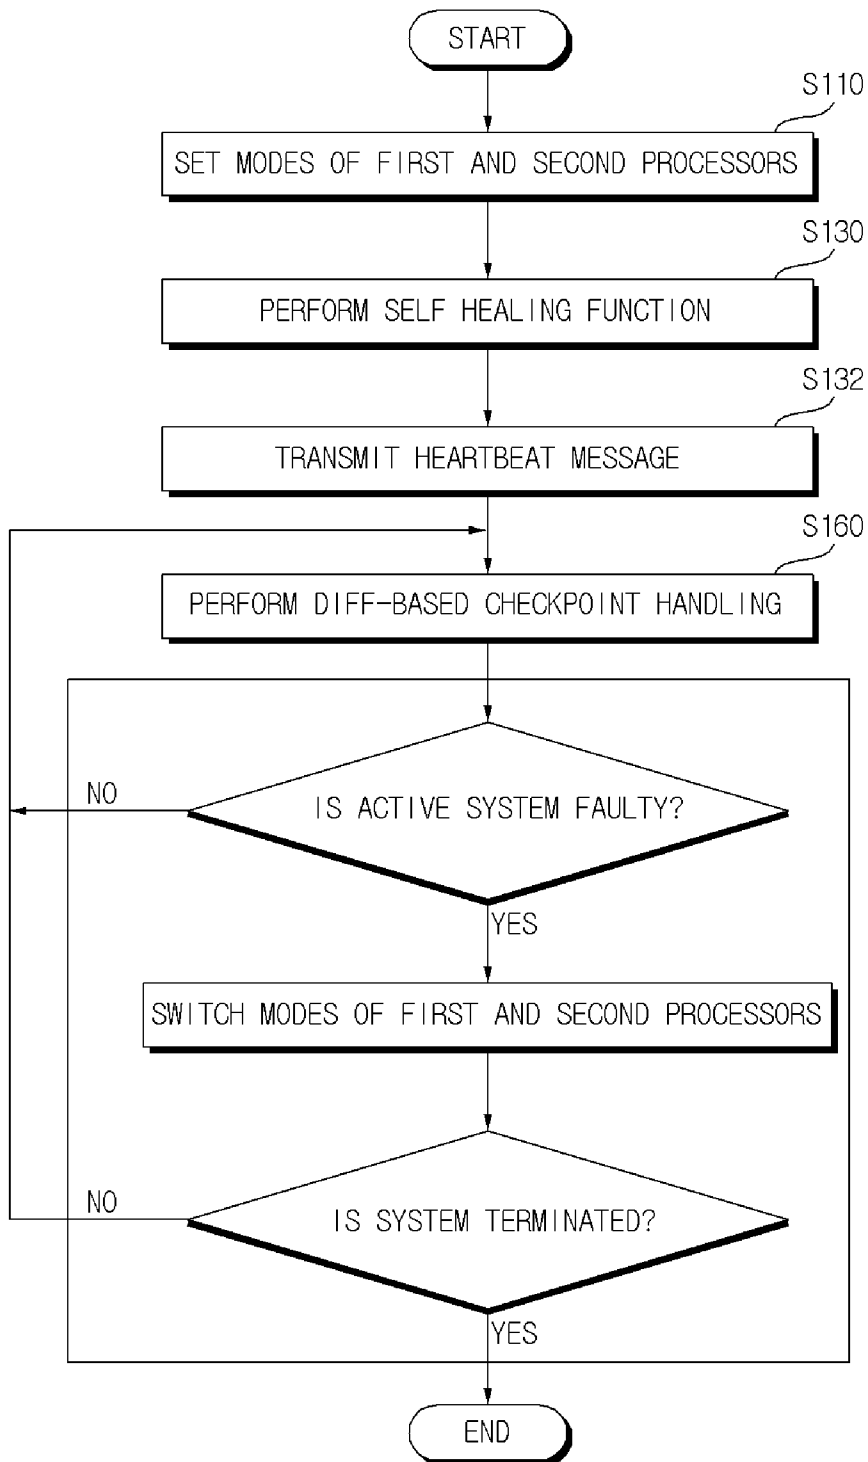 START
S110
SET MODES OF FIRST AND SECOND PROCESSORS
S130
PERFORM SELF HEALING FUNCTION
S132
TRANSMIT HEARTBEAT MESSAGE
S160
PERFORM DIFF-BASED CHECKPOINT HANDLING
NO
IS ACTIVE SYSTEM FAULTY?
YES
SWITCH MODES OF FIRST AND SECOND PROCESSORS
NO
IS SYSTEM TERMINATED?
YES
END